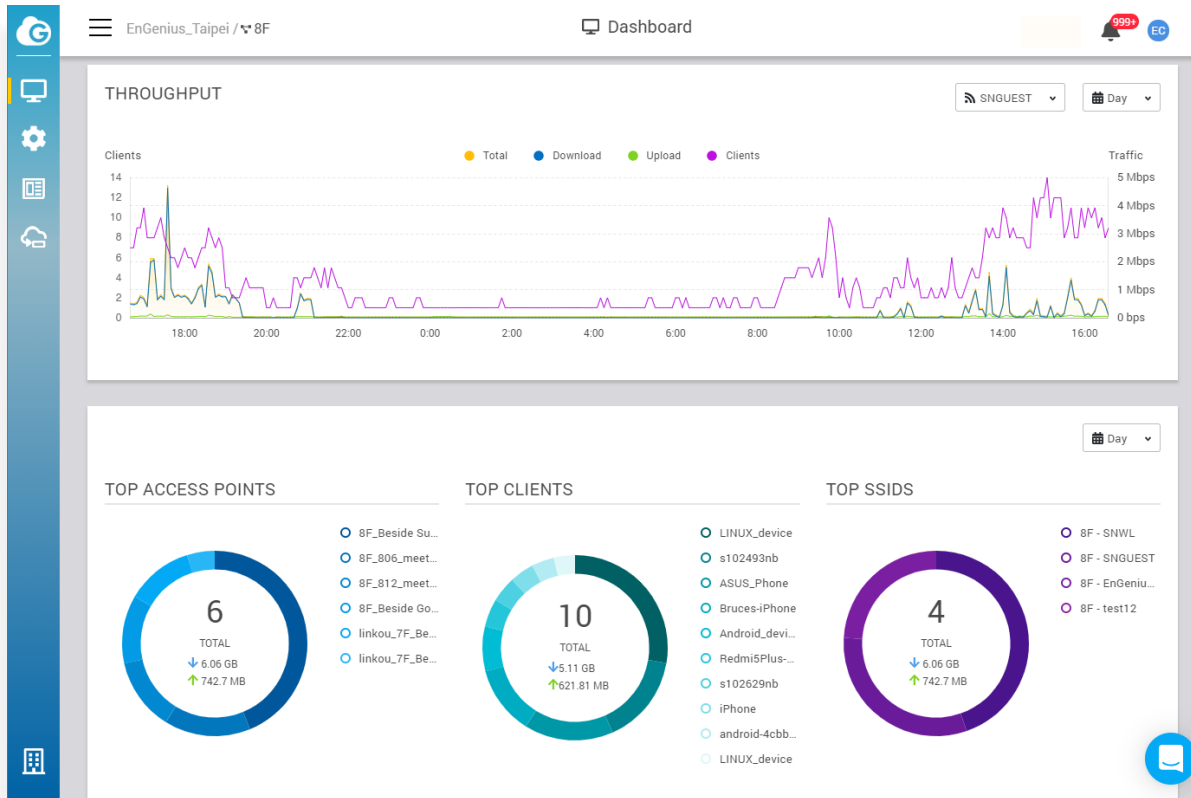 G
EnGenius_Taipei / 8F
Dashboard
999+
EC
THROUGHPUT
SNGUEST
Day
Clients
Total
Download
Upload
Clients
Traffic
14
12
10
8
6
4
2
0
5 Mbps
4 Mbps
3 Mbps
2 Mbps
1 Mbps
0 bps
18:00 20:00 22:00 0:00 2:00 4:00 6:00 8:00 10:00 12:00 14:00 16:00
Day
TOP ACCESS POINTS
6
TOTAL
6.06 GB
742.7 MB
8F_Beside Su...
8F_806_meet...
8F_812_meet...
8F_Beside Go...
linkou_7F_Be...
linkou_7F_Be...
TOP CLIENTS
10
TOTAL
5.11 GB
621.81 MB
LINUX_device
s102493nb
ASUS_Phone
Bruces-iPhone
Android_devi...
Redmi5Plus-...
s102629nb
iPhone
android-4cbb...
LINUX_device
TOP SSIDS
4
TOTAL
6.06 GB
742.7 MB
8F - SNWL
8F - SNGUEST
8F - EnGeniu...
8F - test12